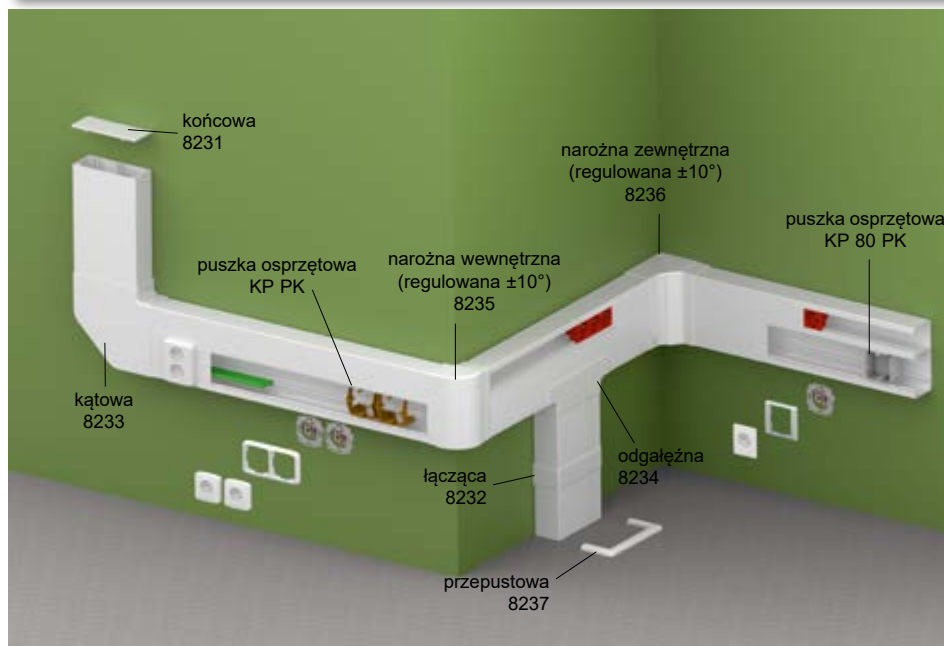 końcowa
8231
narożna zewnętrzna
(regulowana ±10°)
8236
puszka osprzętowa
KP 80 PK
puszka osprzętowa
KP PK
narożna wewnętrzna
(regulowana ±10°)
8235
kątowa
8233
łącząca
8232
odgałęźna
8234
przepustowa
8237